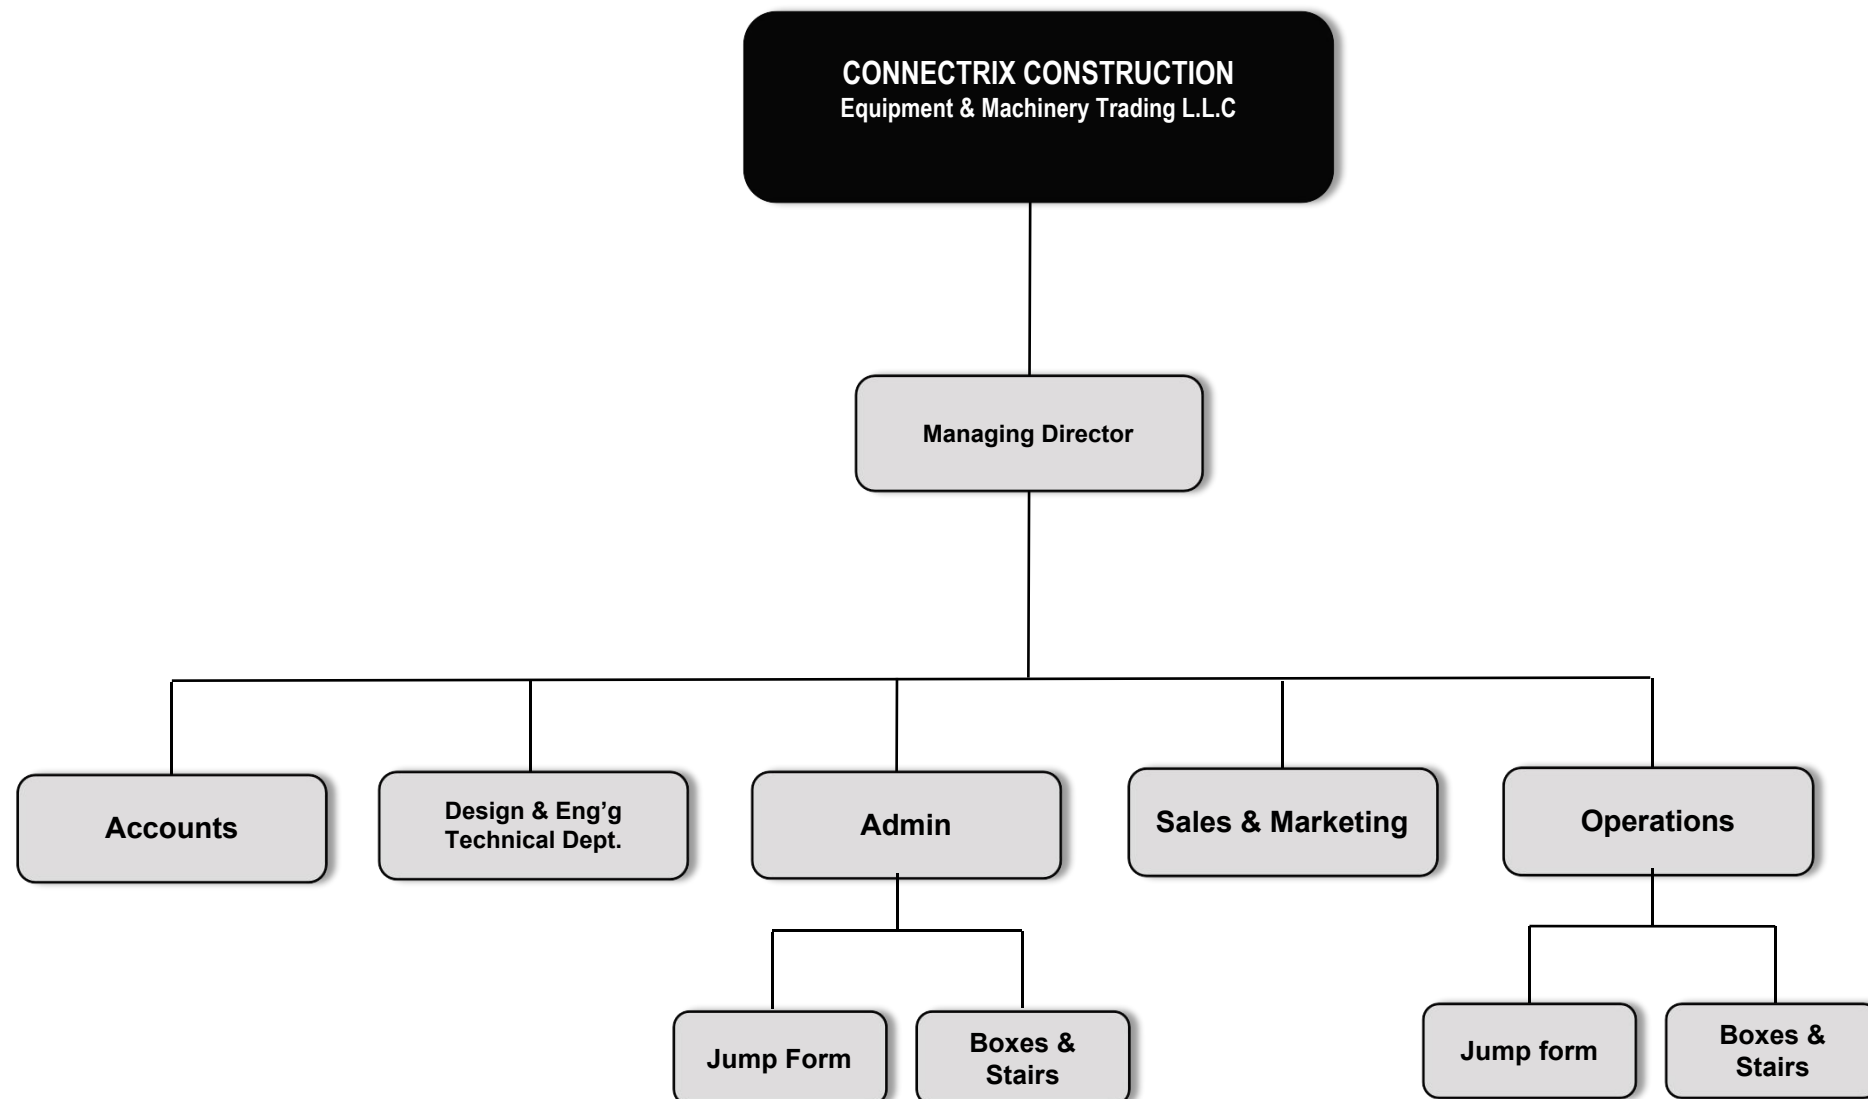 CONNECTRIX CONSTRUCTION
Equipment & Machinery Trading L.L.C
Managing Director
Accounts
Design & Eng’g
Technical Dept.
Admin
Sales & Marketing
Operations
Jump Form
Boxes &
Stairs
Jump form
Boxes &
Stairs